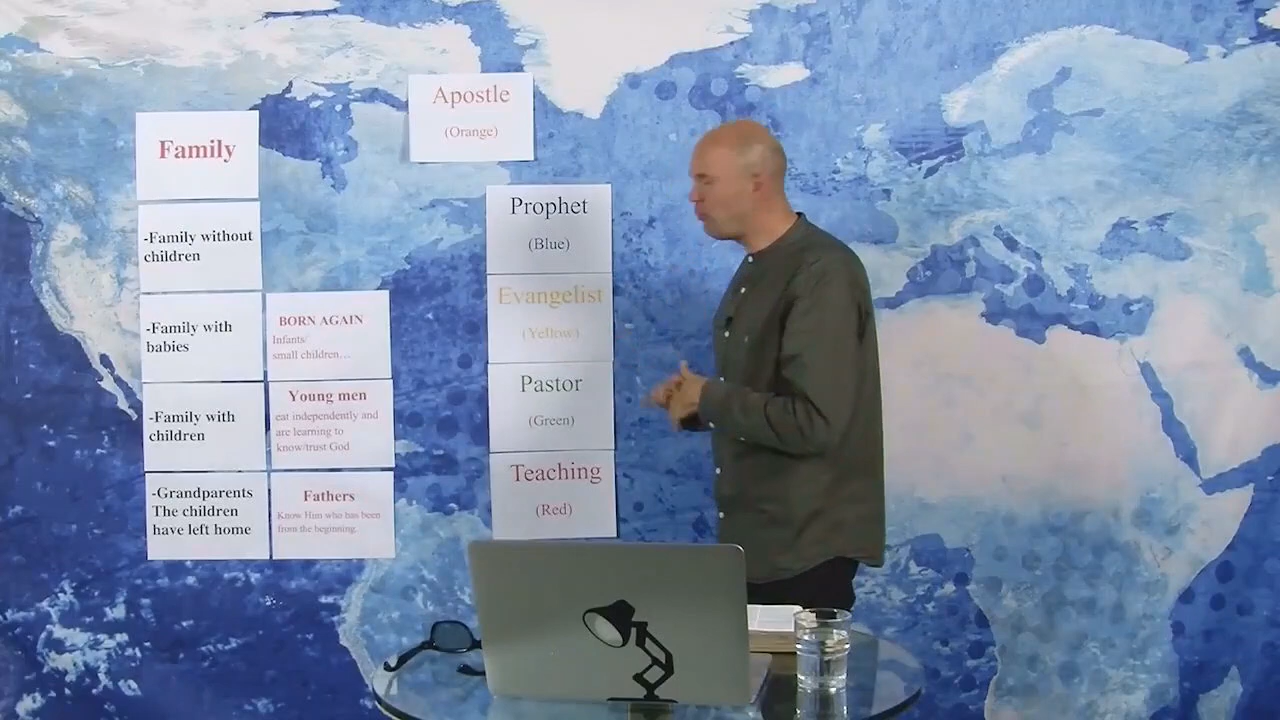 Apostle
(Orange)
Family
-Family without
children
-Family with
babies
-Family with
children
-Grandparents
The children
have left home
BORN AGAIN
Infants/
small children…
Young men
eat independently and
are learning to
know/trust God
Fathers
Know Him who has been
from the beginning.
Prophet
(Blue)
Evangelist
(Yellow)
Pastor
(Green)
Teaching
(Red)